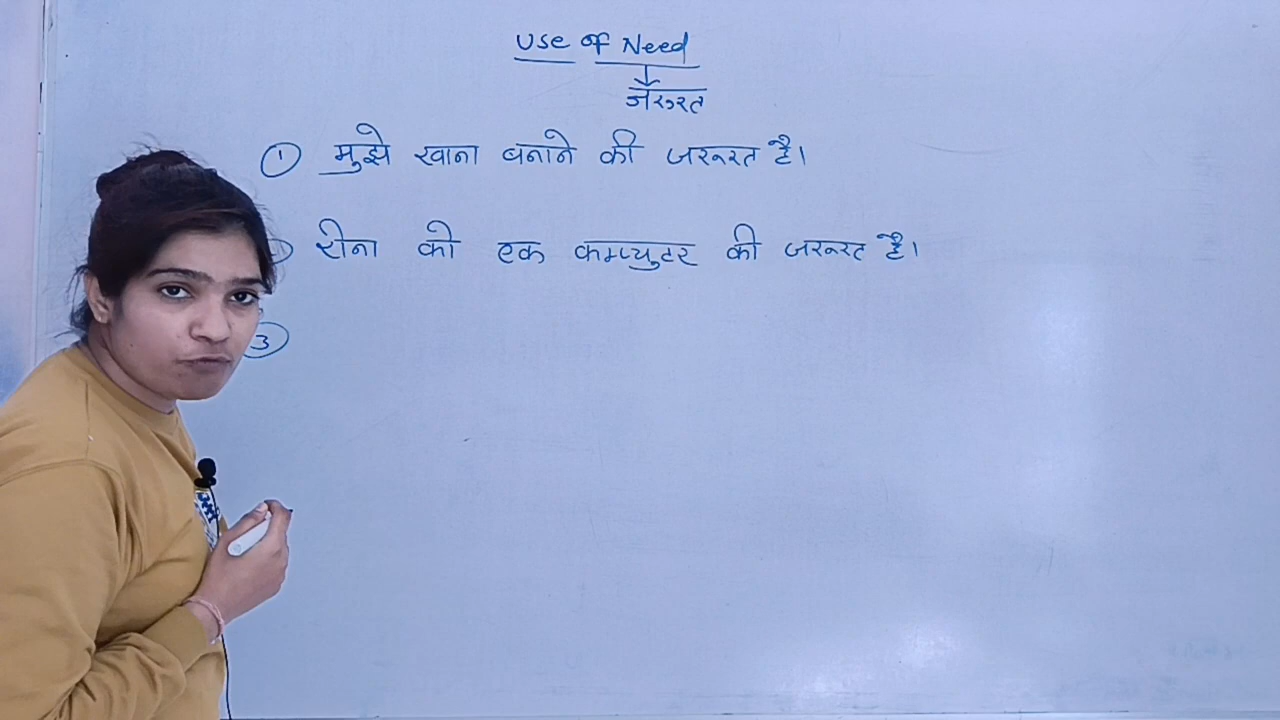 Use of Need
जरुरत
① मुझे खाना बनाने की जरूरत है।
रीना को एक कम्प्युटर की जरूरत है।
③